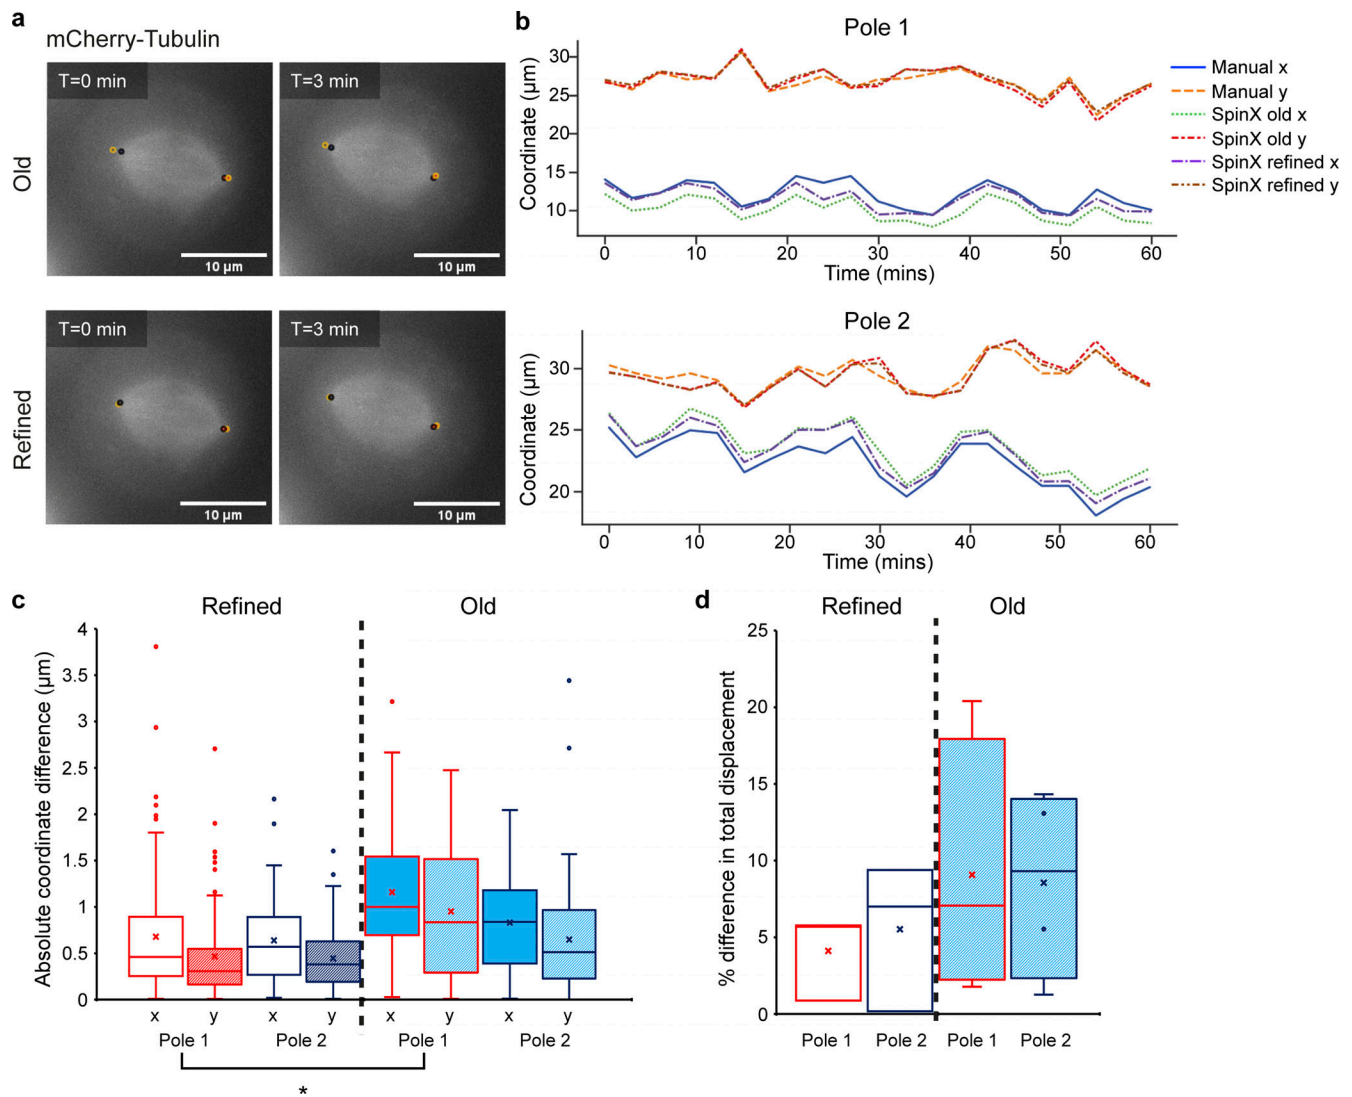 a
mCherry-Tubulin
T=0 min
T=3 min
Old
10 µm
10 µm
T=0 min
T=3 min
Refined
10 µm
10 µm
b
Pole 1
Coordinate (µm)
30
25
20
15
10
0 10 20 30 40 50 60
Time (mins)
Manual x
Manual y
SpinX old x
SpinX old y
SpinX refined x
SpinX refined y
Pole 2
Coordinate (µm)
30
25
20
0 10 20 30 40 50 60
Time (mins)
c
Refined Old
Absolute coordinate difference (µm)
4
3.5
3
2.5
2
1.5
1
0.5
0
x y x y x y x y
Pole 1 Pole 2 Pole 1 Pole 2
*
d
Refined Old
% difference in total displacement
25
20
15
10
5
0
Pole 1 Pole 2 Pole 1 Pole 2